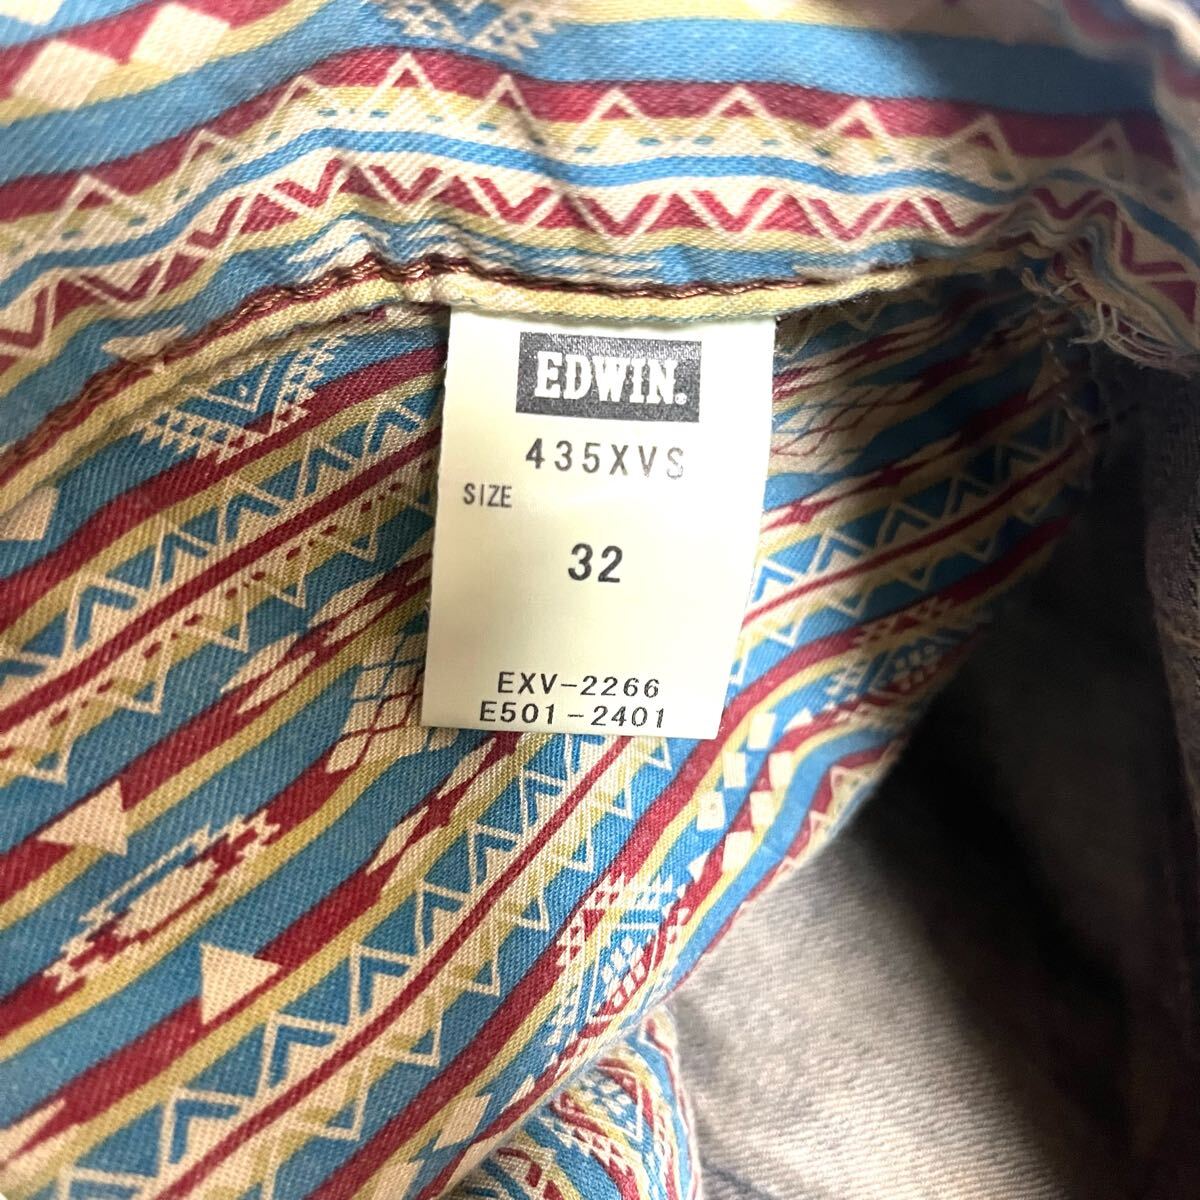 EDWIN®
435XVS
SIZE
32
EXV-2266
E501-2401